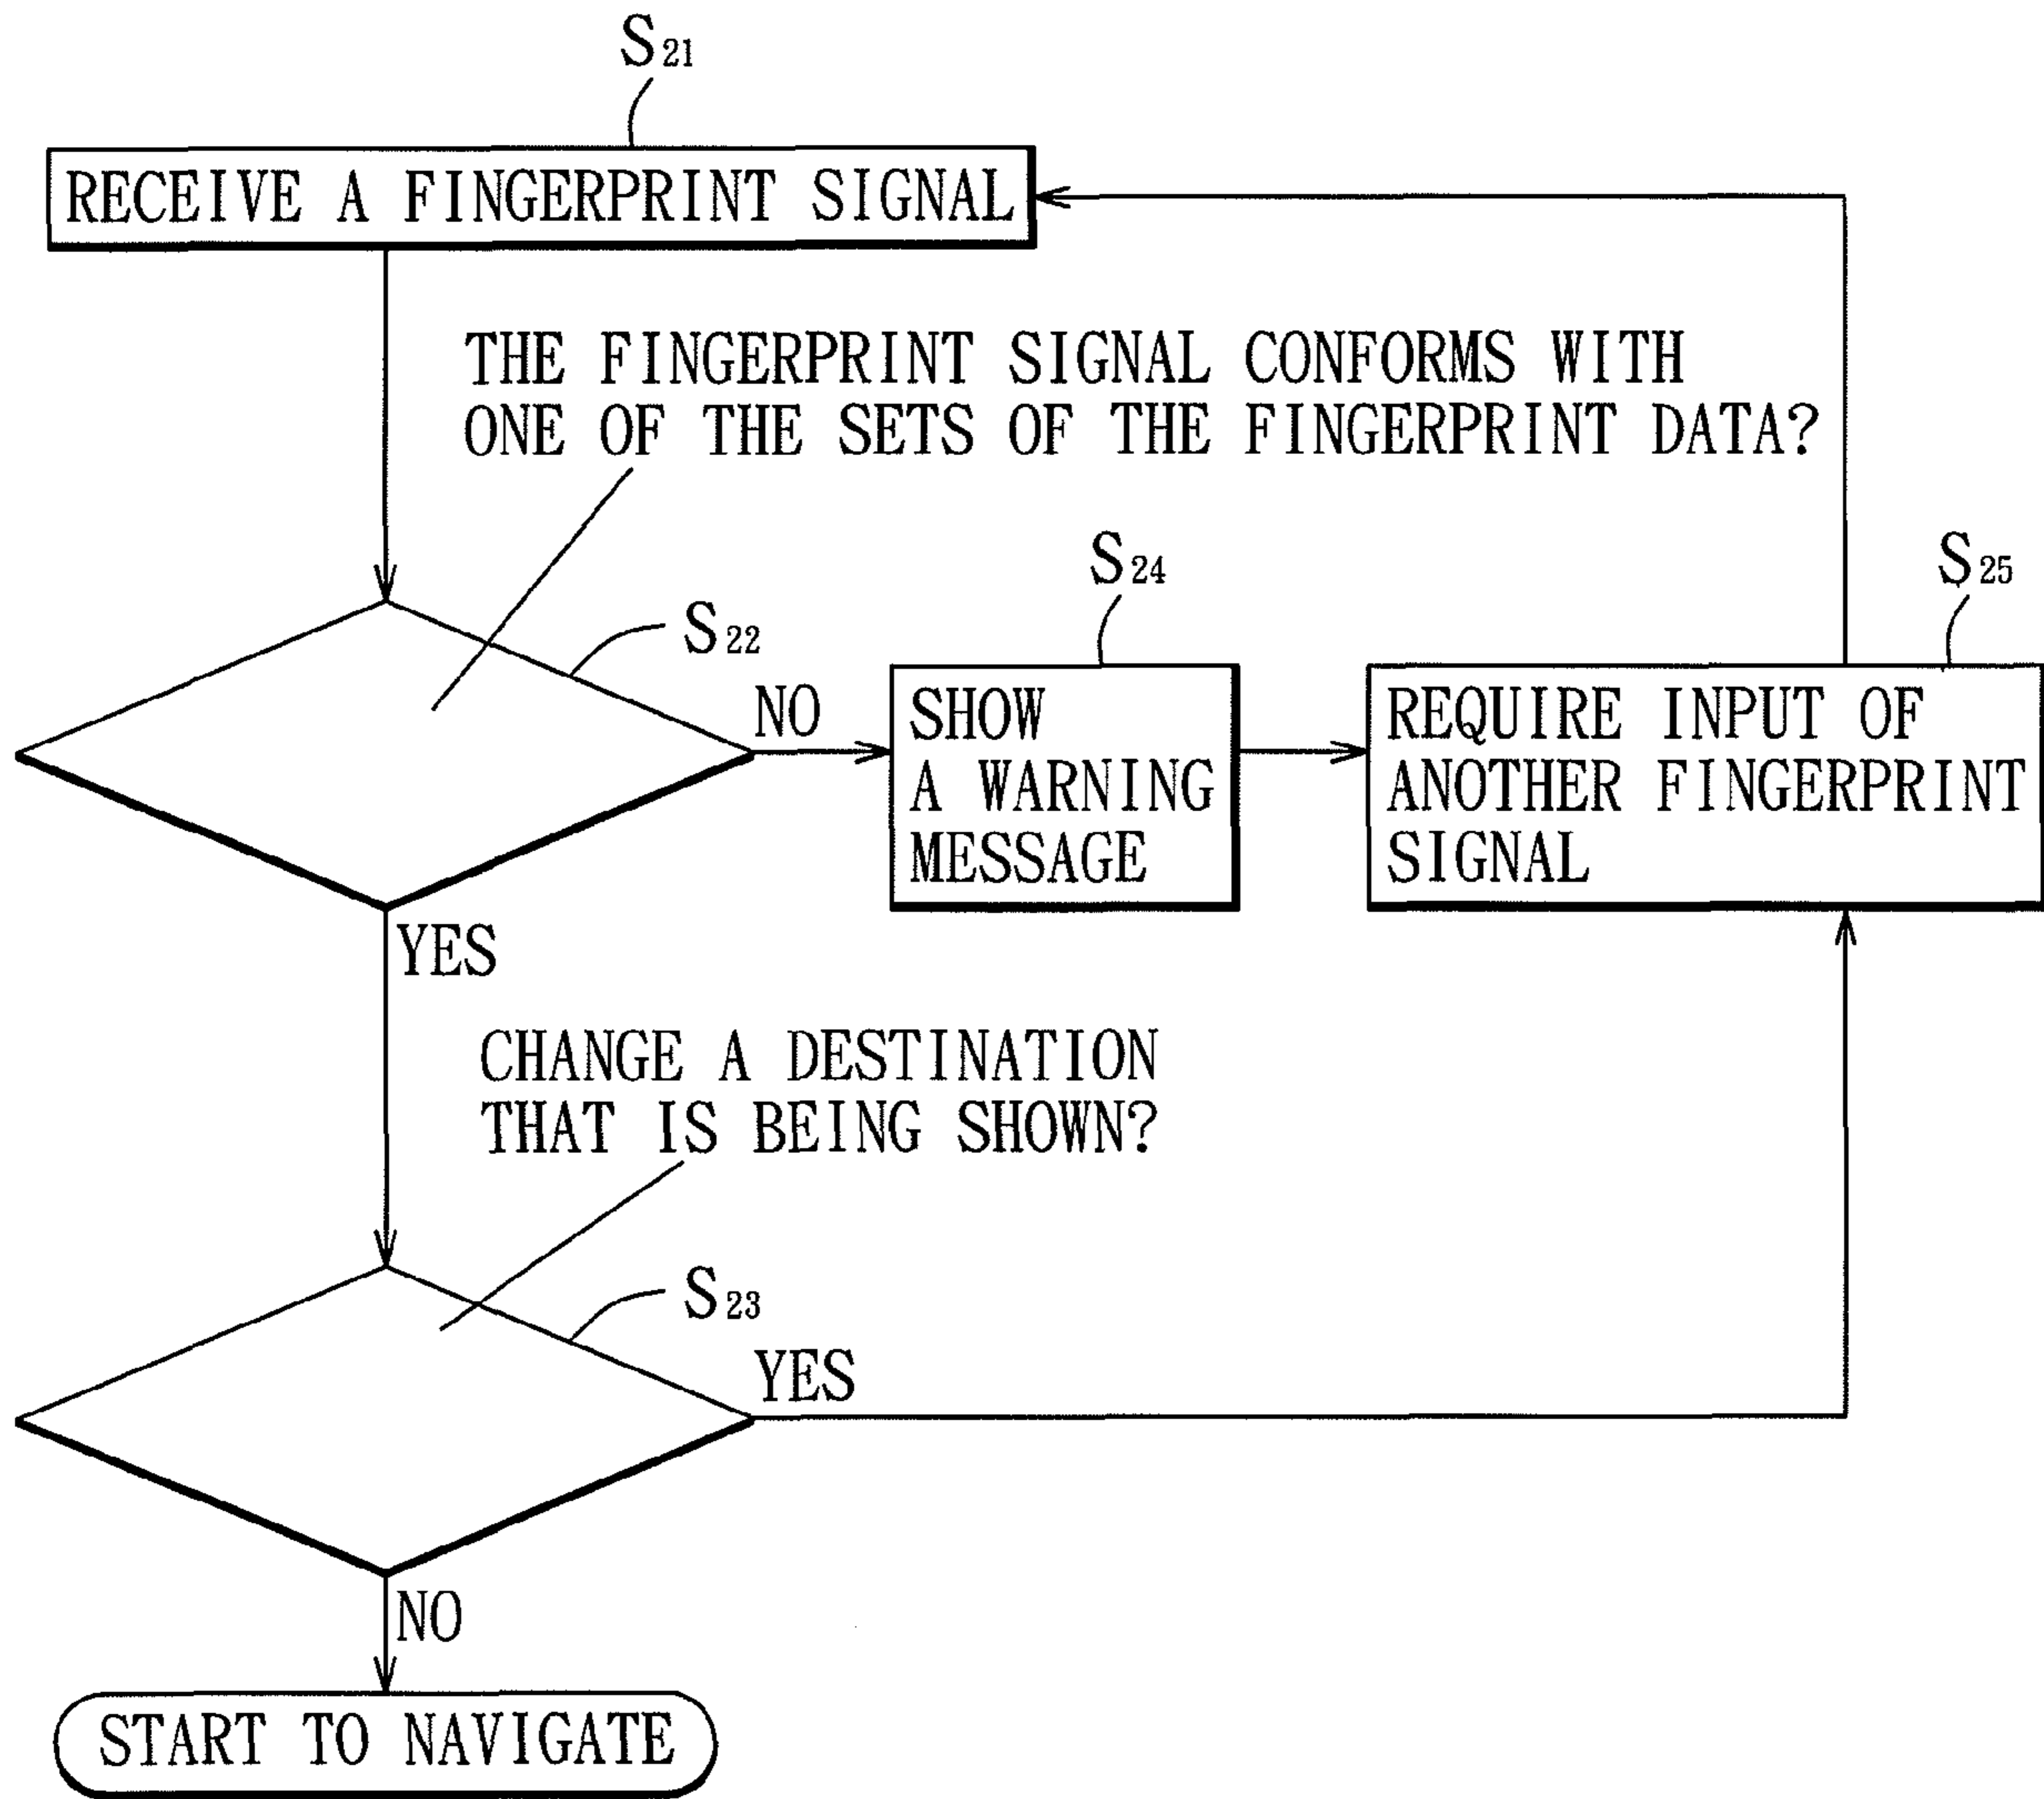 S21
RECEIVE A FINGERPRINT SIGNAL
THE FINGERPRINT SIGNAL CONFORMS WITH
ONE OF THE SETS OF THE FINGERPRINT DATA?
S22
NO
S24
SHOW
A WARNING
MESSAGE
S25
REQUIRE INPUT OF
ANOTHER FINGERPRINT
SIGNAL
YES
CHANGE A DESTINATION
THAT IS BEING SHOWN?
S23
YES
NO
START TO NAVIGATE